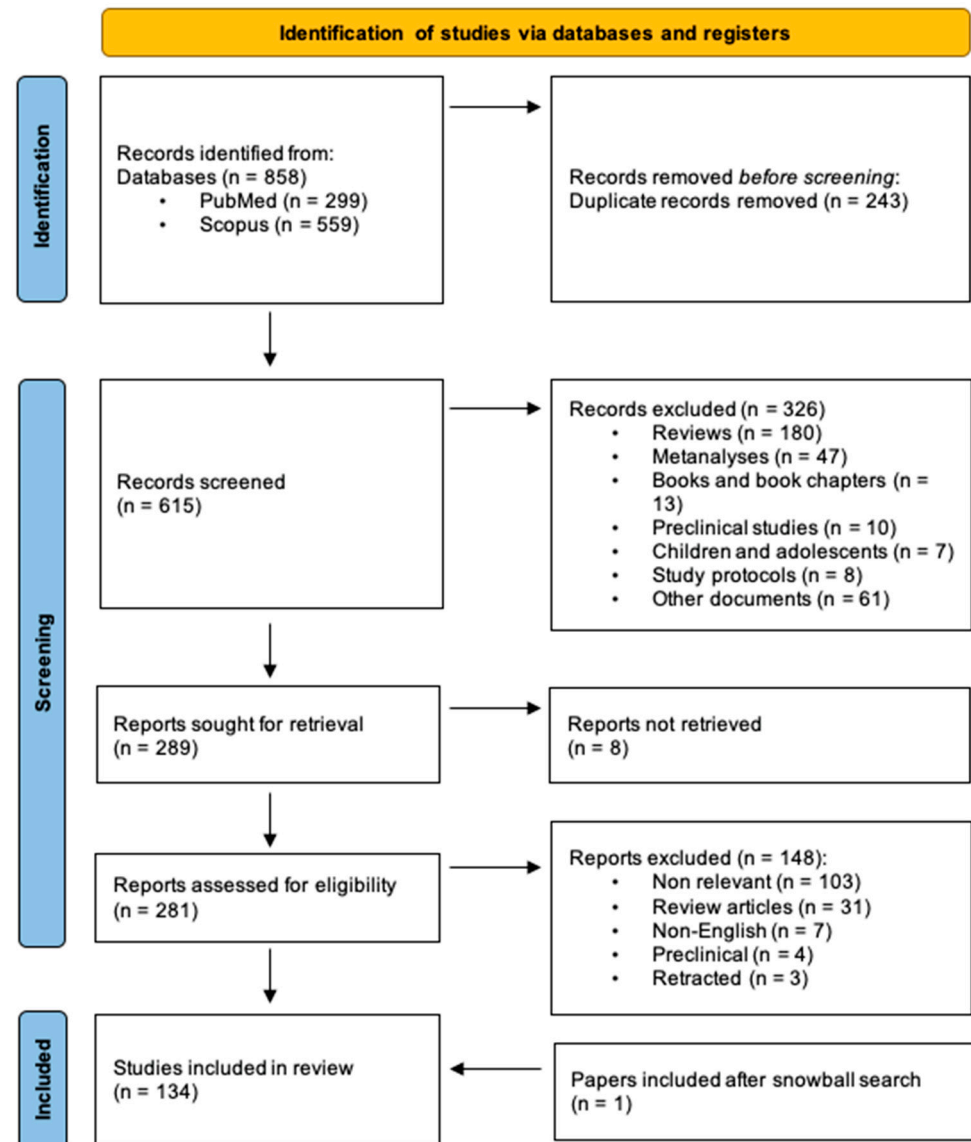 Identification of studies via databases and registers
Identification
Records identified from:
Databases (n = 858)
• PubMed (n = 299)
• Scopus (n = 559)
Records removed before screening:
Duplicate records removed (n = 243)
Screening
Records screened
(n = 615)
Records excluded (n = 326)
• Reviews (n = 180)
• Metanalyses (n = 47)
• Books and book chapters (n =
13)
• Preclinical studies (n = 10)
• Children and adolescents (n = 7)
• Study protocols (n = 8)
• Other documents (n = 61)
Reports sought for retrieval
(n = 289)
Reports not retrieved
(n = 8)
Reports assessed for eligibility
(n = 281)
Reports excluded (n = 148):
• Non relevant (n = 103)
• Review articles (n = 31)
• Non-English (n = 7)
• Preclinical (n = 4)
• Retracted (n = 3)
Included
Studies included in review
(n = 134)
Papers included after snowball search
(n = 1)